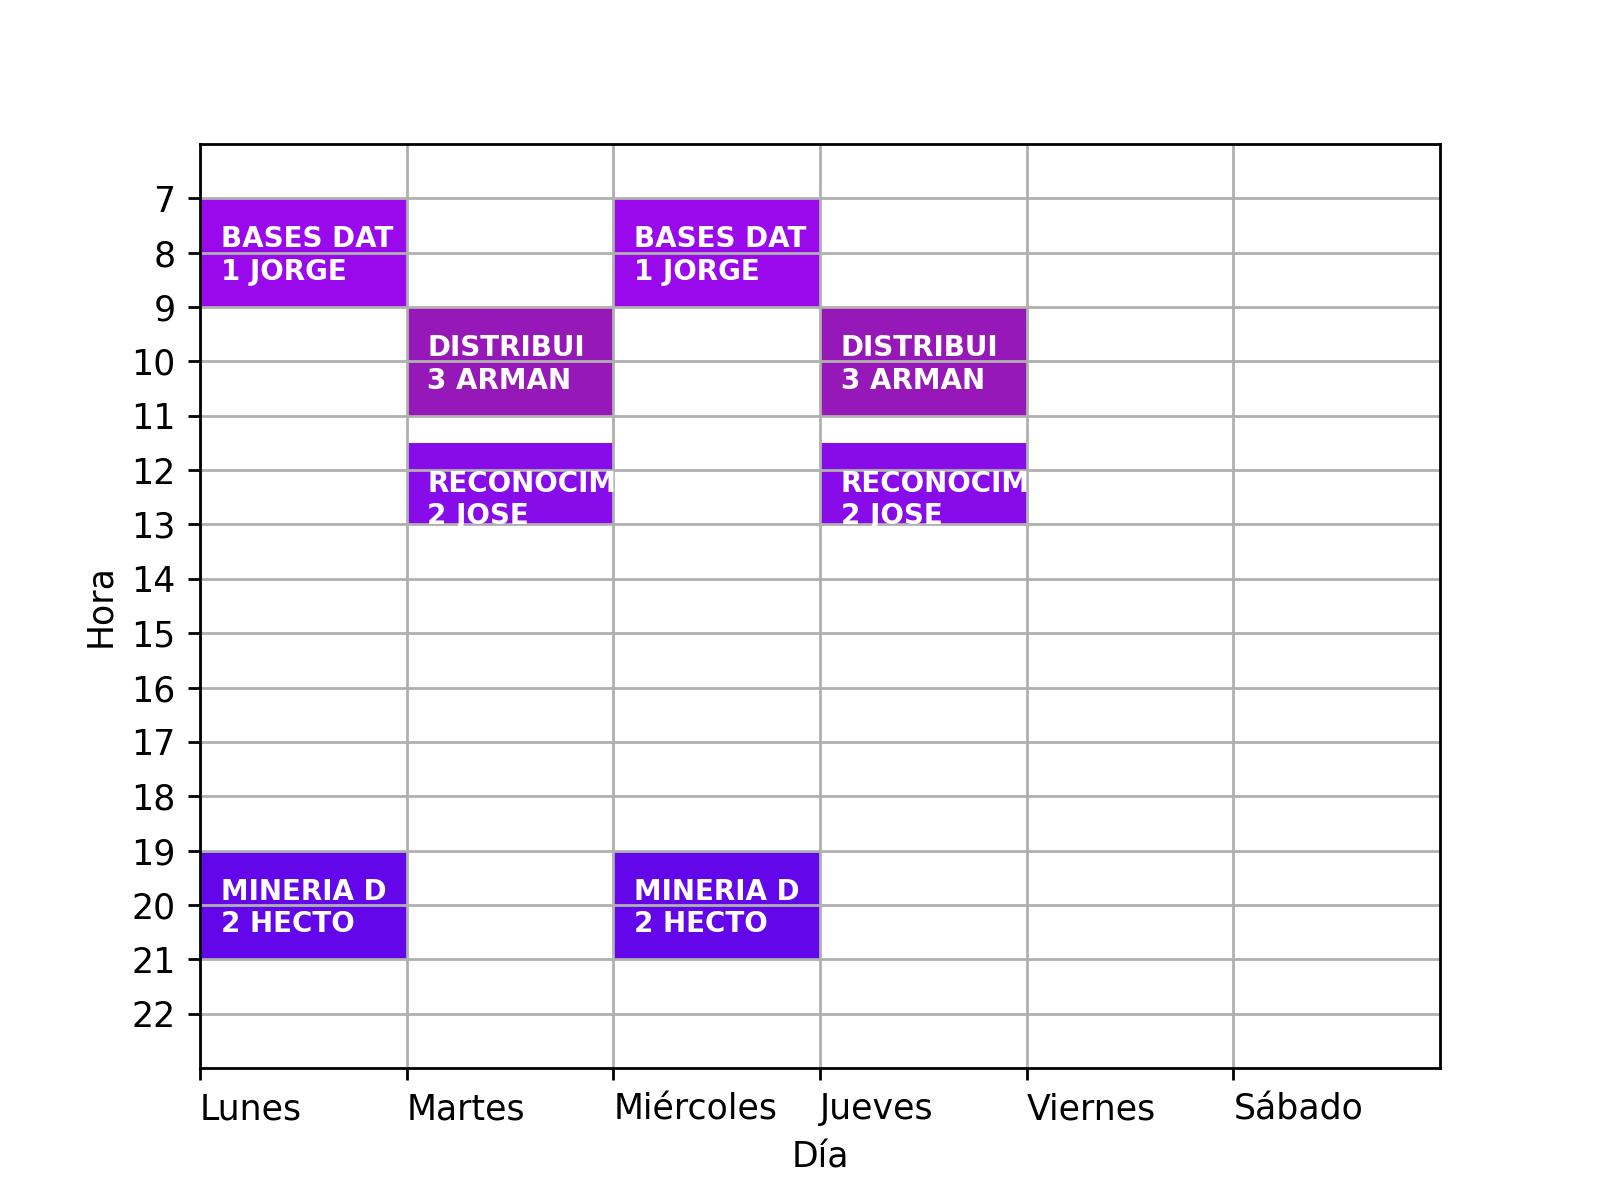 7
BASES DAT
1 JORGE
BASES DAT
1 JORGE
8
9
DISTRIBUI
3 ARMAN
DISTRIBUI
3 ARMAN
10
11
12
RECONOCIM
2 JOSE
RECONOCIM
2 JOSE
13
14
Hora
15
16
17
18
19
MINERIA D
2 HECTO
MINERIA D
2 HECTO
20
21
22
Lunes
Martes
Miércoles
Jueves
Viernes
Sábado
Día